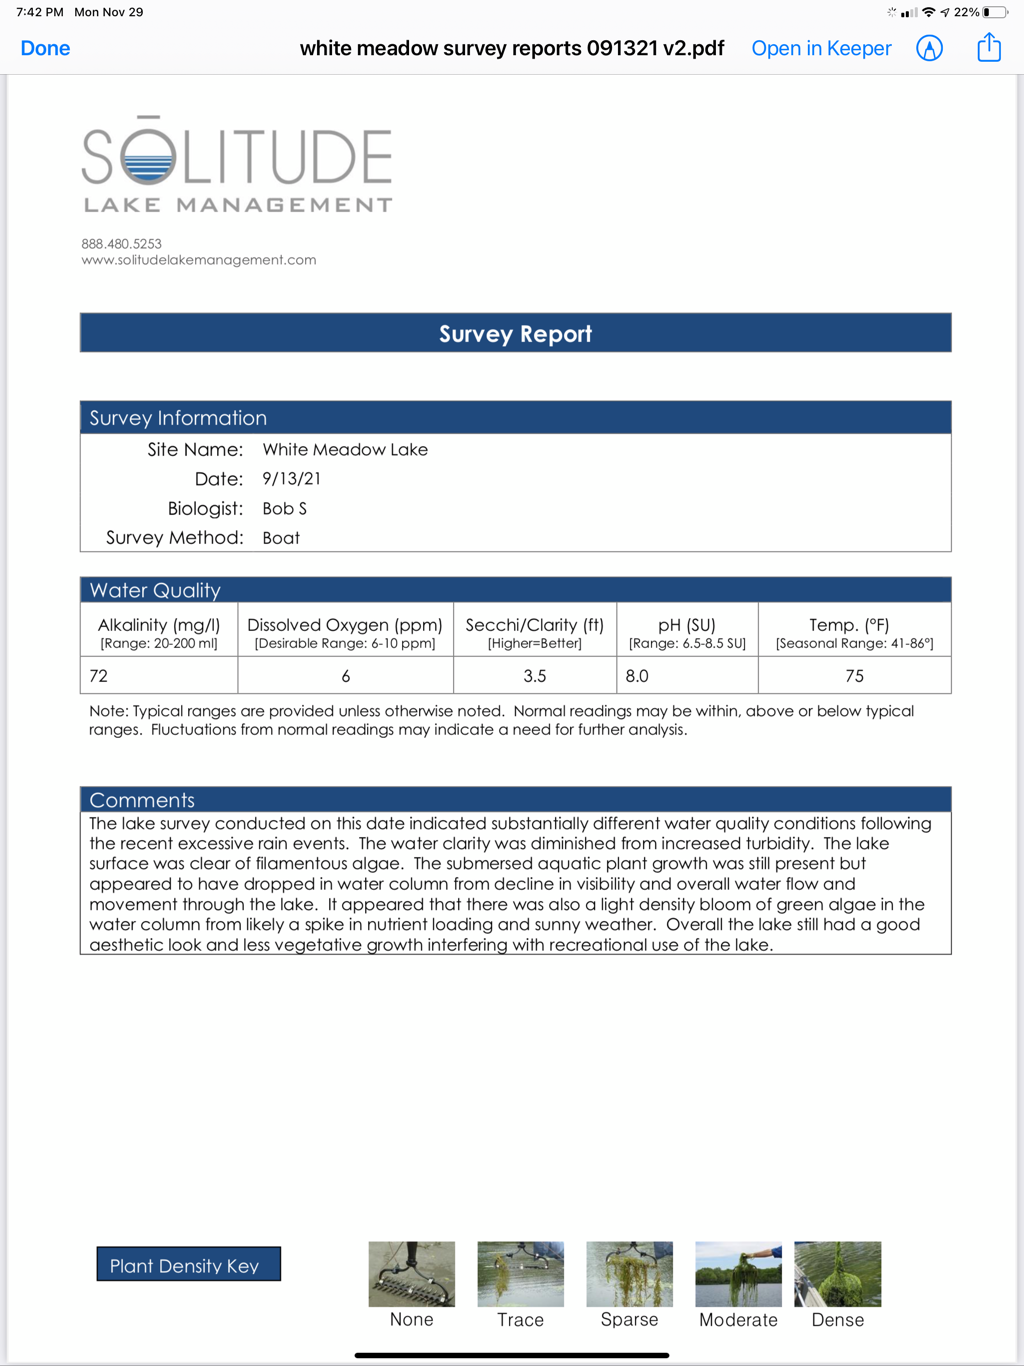 7:42 PM Mon Nov 29
22%
Done
white meadow survey reports 091321 v2.pdf
Open in Keeper
SŌLITUDE
LAKE MANAGEMENT
888.480.5253
www.solitudelakemanagement.com
Survey Report
Survey Information
Site Name: White Meadow Lake
Date: 9/13/21
Biologist: Bob S
Survey Method: Boat
Water Quality
Alkalinity (mg/l) Dissolved Oxygen (ppm) Secchi/Clarity (ft) pH (SU) Temp. (ºF)
[Range: 20-200 ml] [Desirable Range: 6-10 ppm] [Higher=Better] [Range: 6.5-8.5 SU] [Seasonal Range: 41-86º]
72 6 3.5 8.0 75
Note: Typical ranges are provided unless otherwise noted. Normal readings may be within, above or below typical
ranges. Fluctuations from normal readings may indicate a need for further analysis.
Comments
The lake survey conducted on this date indicated substantially different water quality conditions following
the recent excessive rain events. The water clarity was diminished from increased turbidity. The lake
surface was clear of filamentous algae. The submersed aquatic plant growth was still present but
appeared to have dropped in water column from decline in visibility and overall water flow and
movement through the lake. It appeared that there was also a light density bloom of green algae in the
water column from likely a spike in nutrient loading and sunny weather. Overall the lake still had a good
aesthetic look and less vegetative growth interfering with recreational use of the lake.
Plant Density Key
None Trace Sparse Moderate Dense